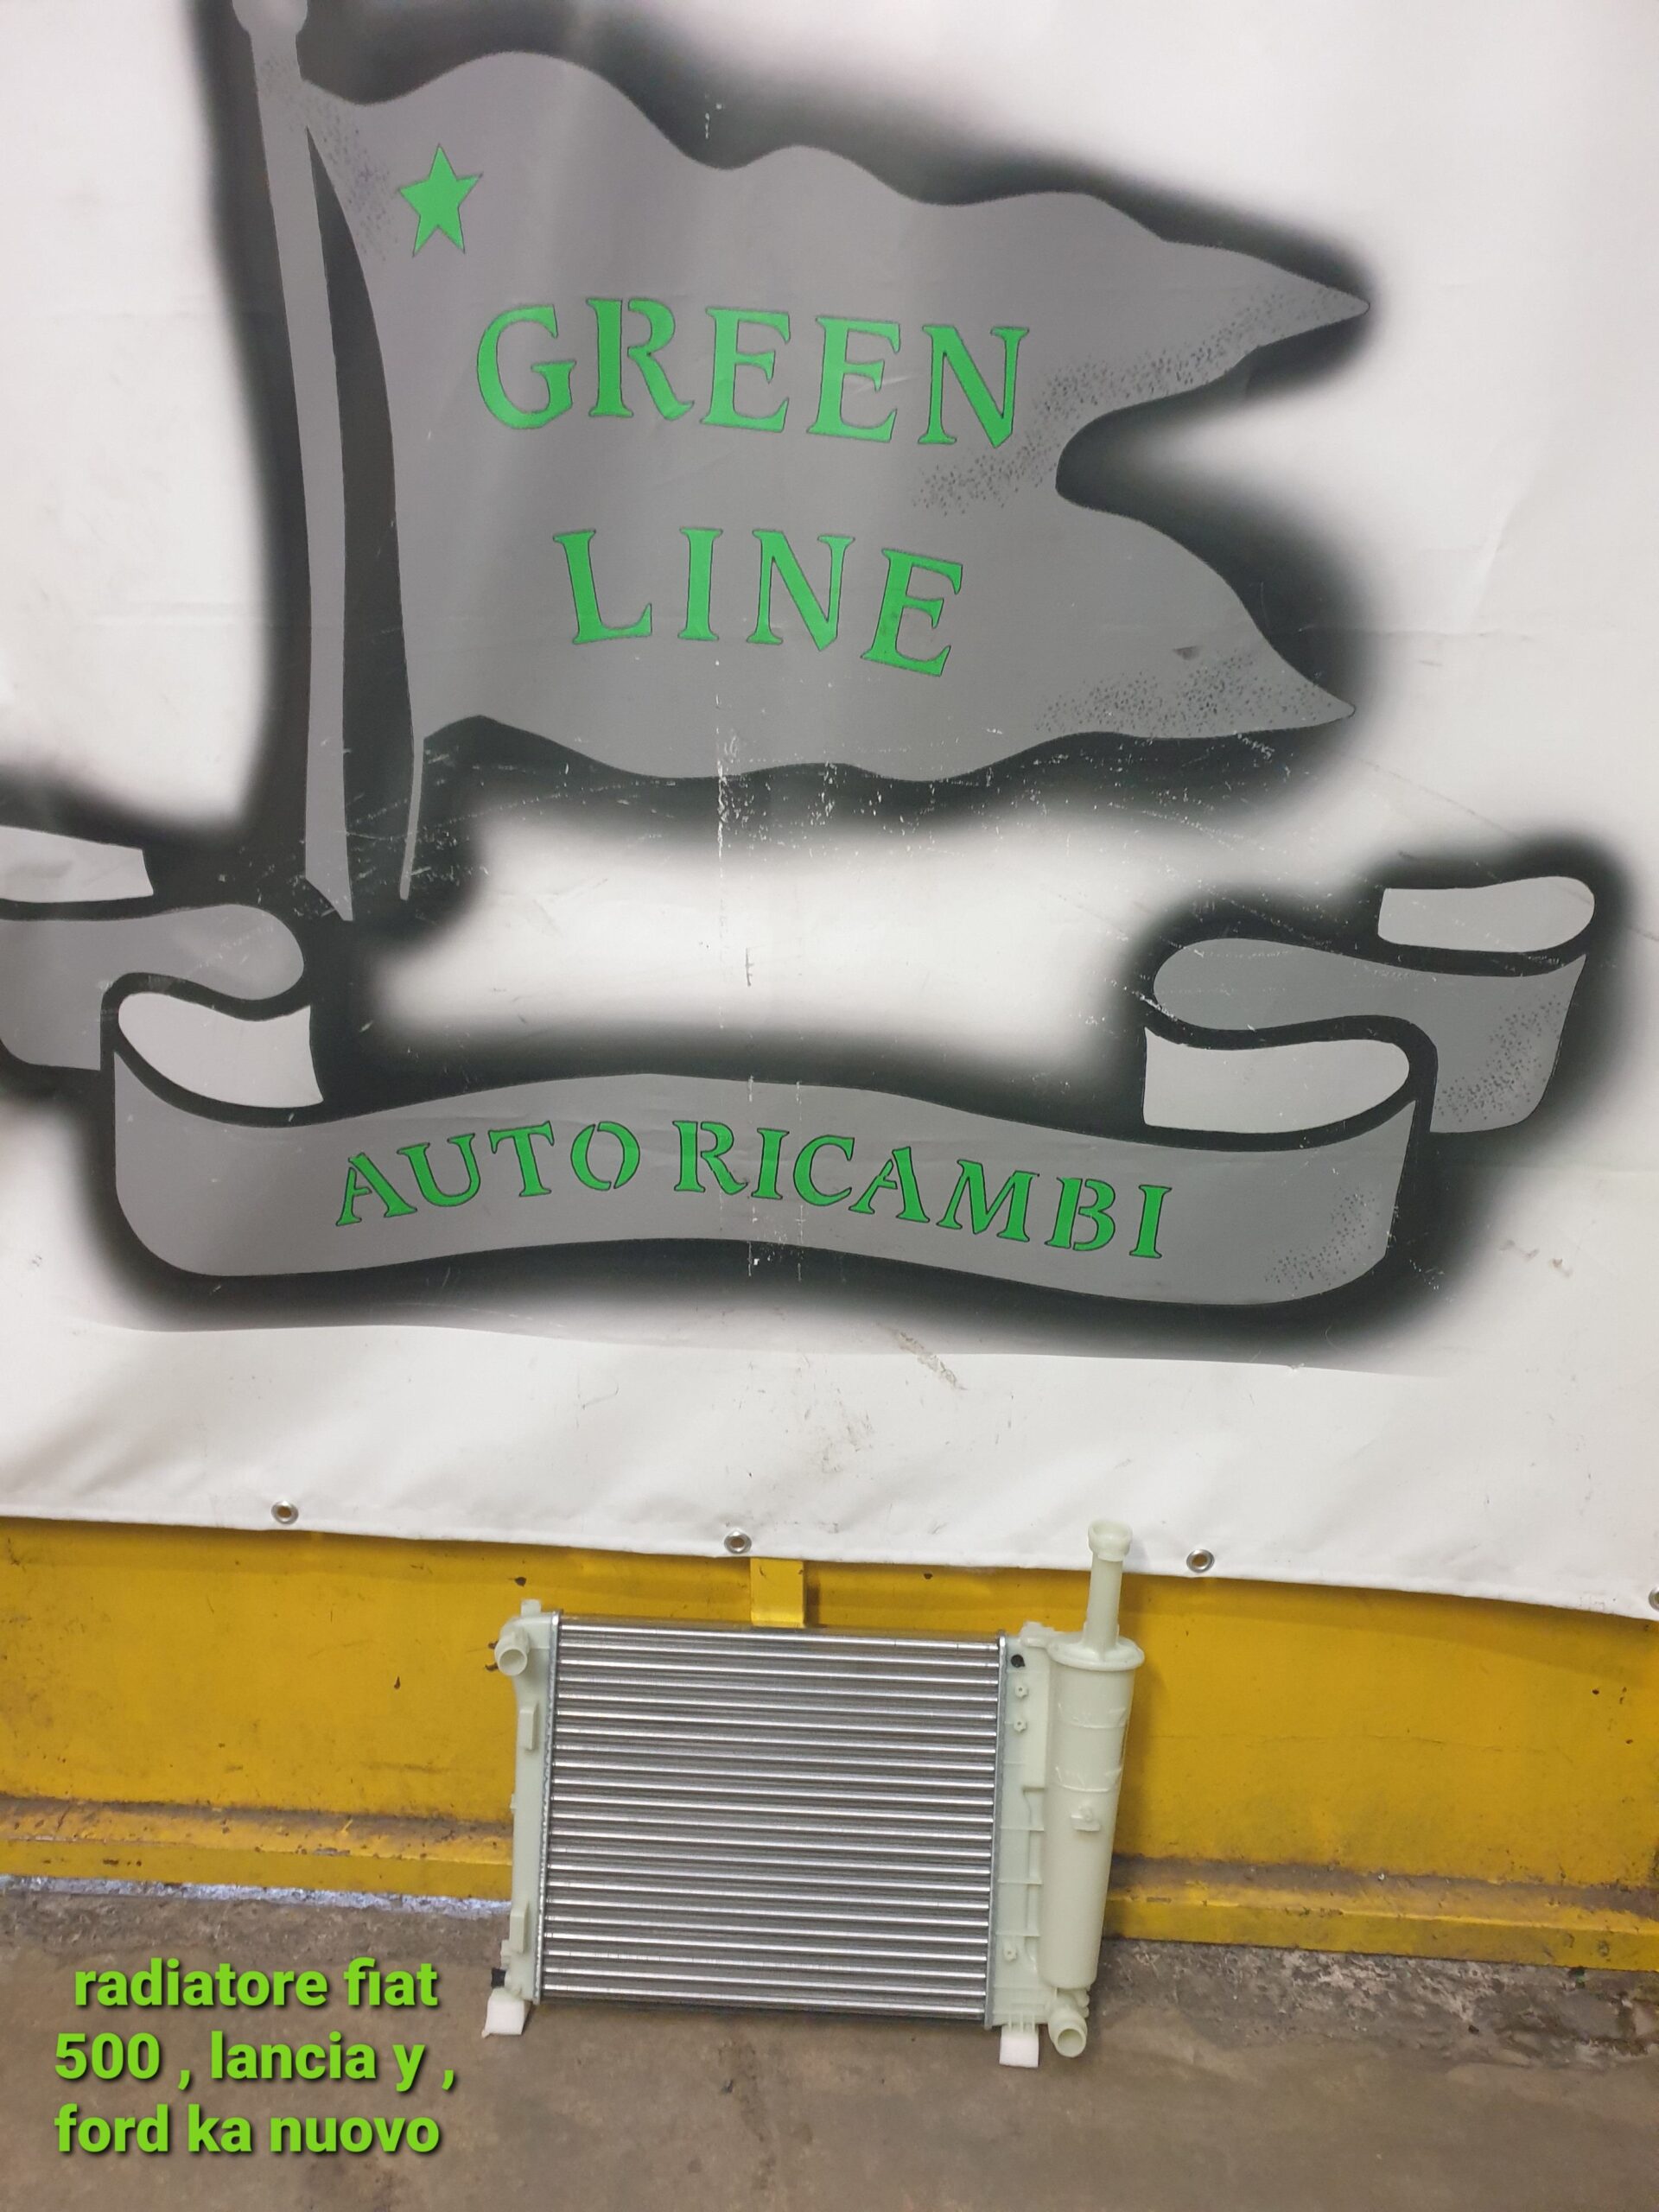 GREEN
LINE
AUTO RICAMBI
radiatore fiat
500 , lancia y ,
ford ka nuovo